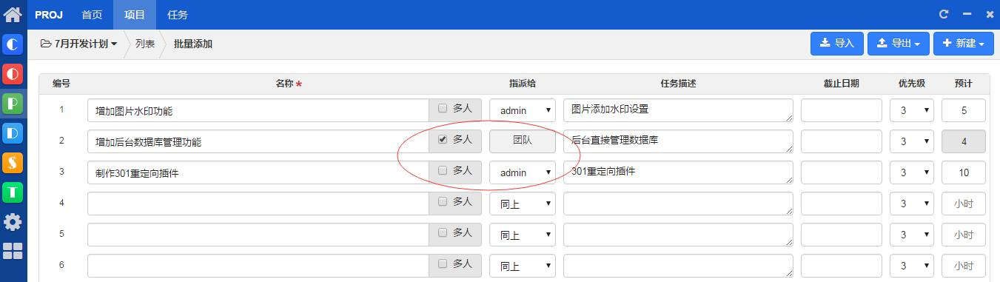 PROJ 首页 项目 任务
7月开发计划 列表 批量添加 导入 导出 新建
编号 名称 * 指派给 任务描述 截止日期 优先级 预计
1 增加图片水印功能 多人 admin 图片添加水印设置 3 5
2 增加后台数据库管理功能 多人 团队 后台直接管理数据库 3 4
3 制作301重定向插件 多人 admin 301重定向插件 3 10
4 多人 同上 3 小时
5 多人 同上 3 小时
6 多人 同上 3 小时